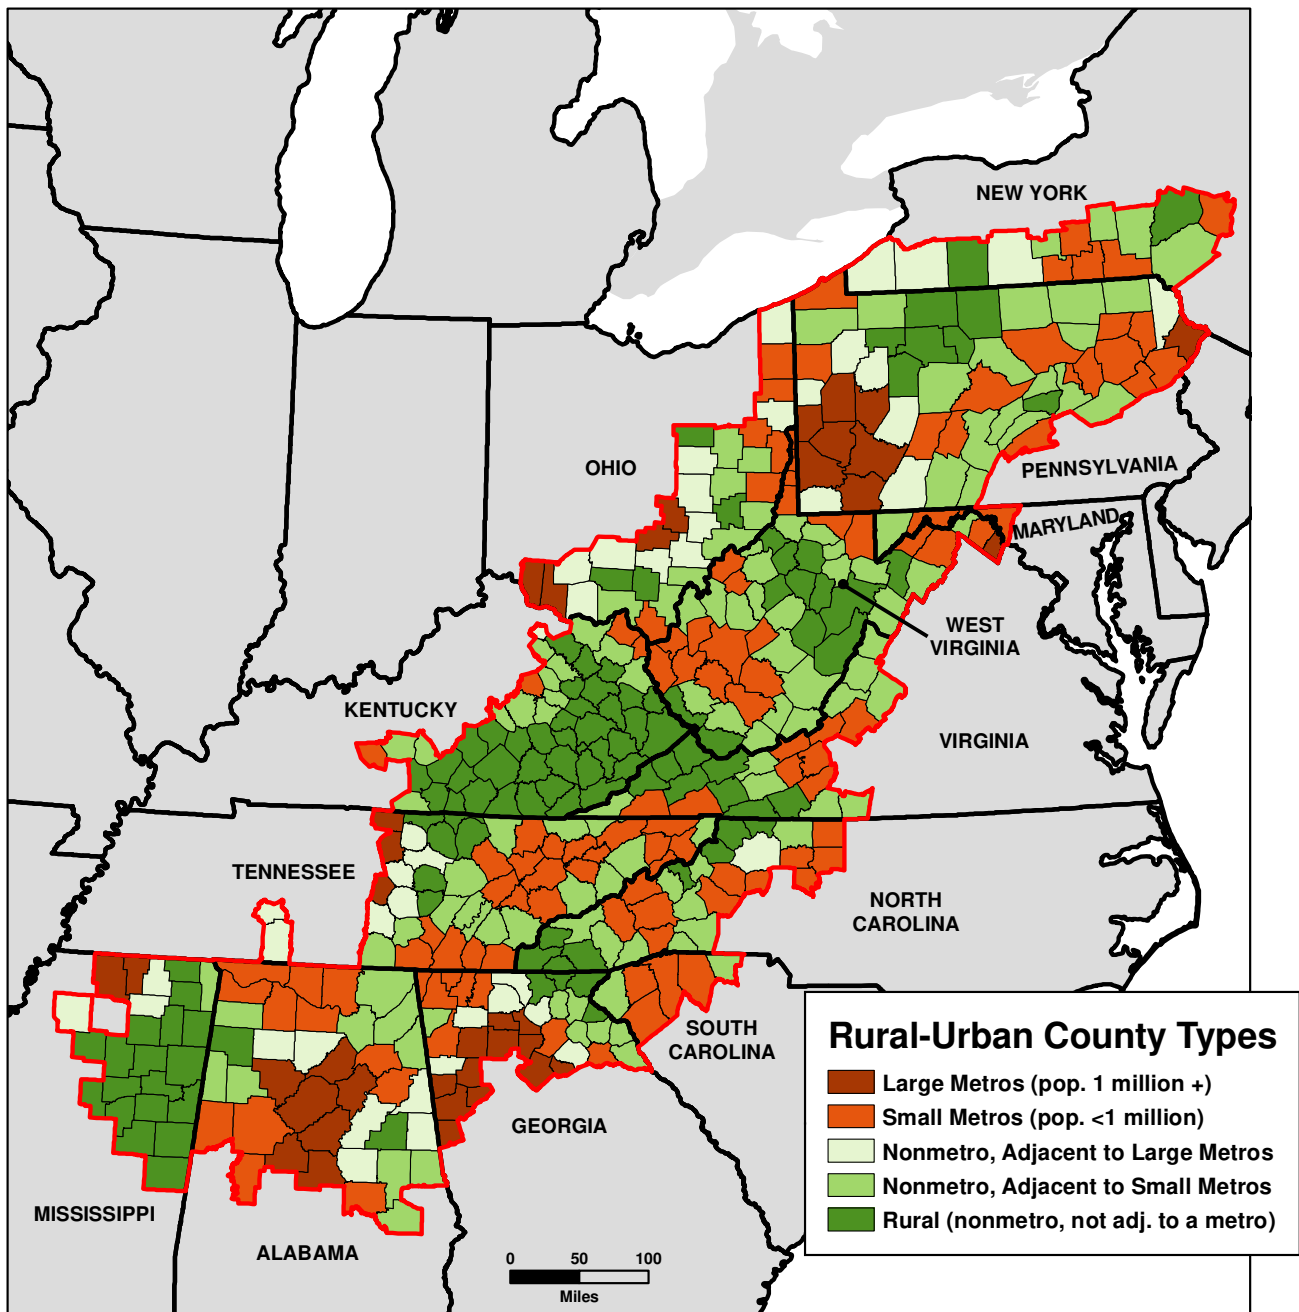 NEW YORK
OHIO
PENNSYLVANIA
MARYLAND
WEST
VIRGINIA
KENTUCKY
VIRGINIA
TENNESSEE
NORTH
CAROLINA
SOUTH
CAROLINA
GEORGIA
MISSISSIPPI
ALABAMA
Rural-Urban County Types
Large Metros (pop. 1 million +)
Small Metros (pop. <1 million)
Nonmetro, Adjacent to Large Metros
Nonmetro, Adjacent to Small Metros
Rural (nonmetro, not adj. to a metro)
0 50 100
Miles